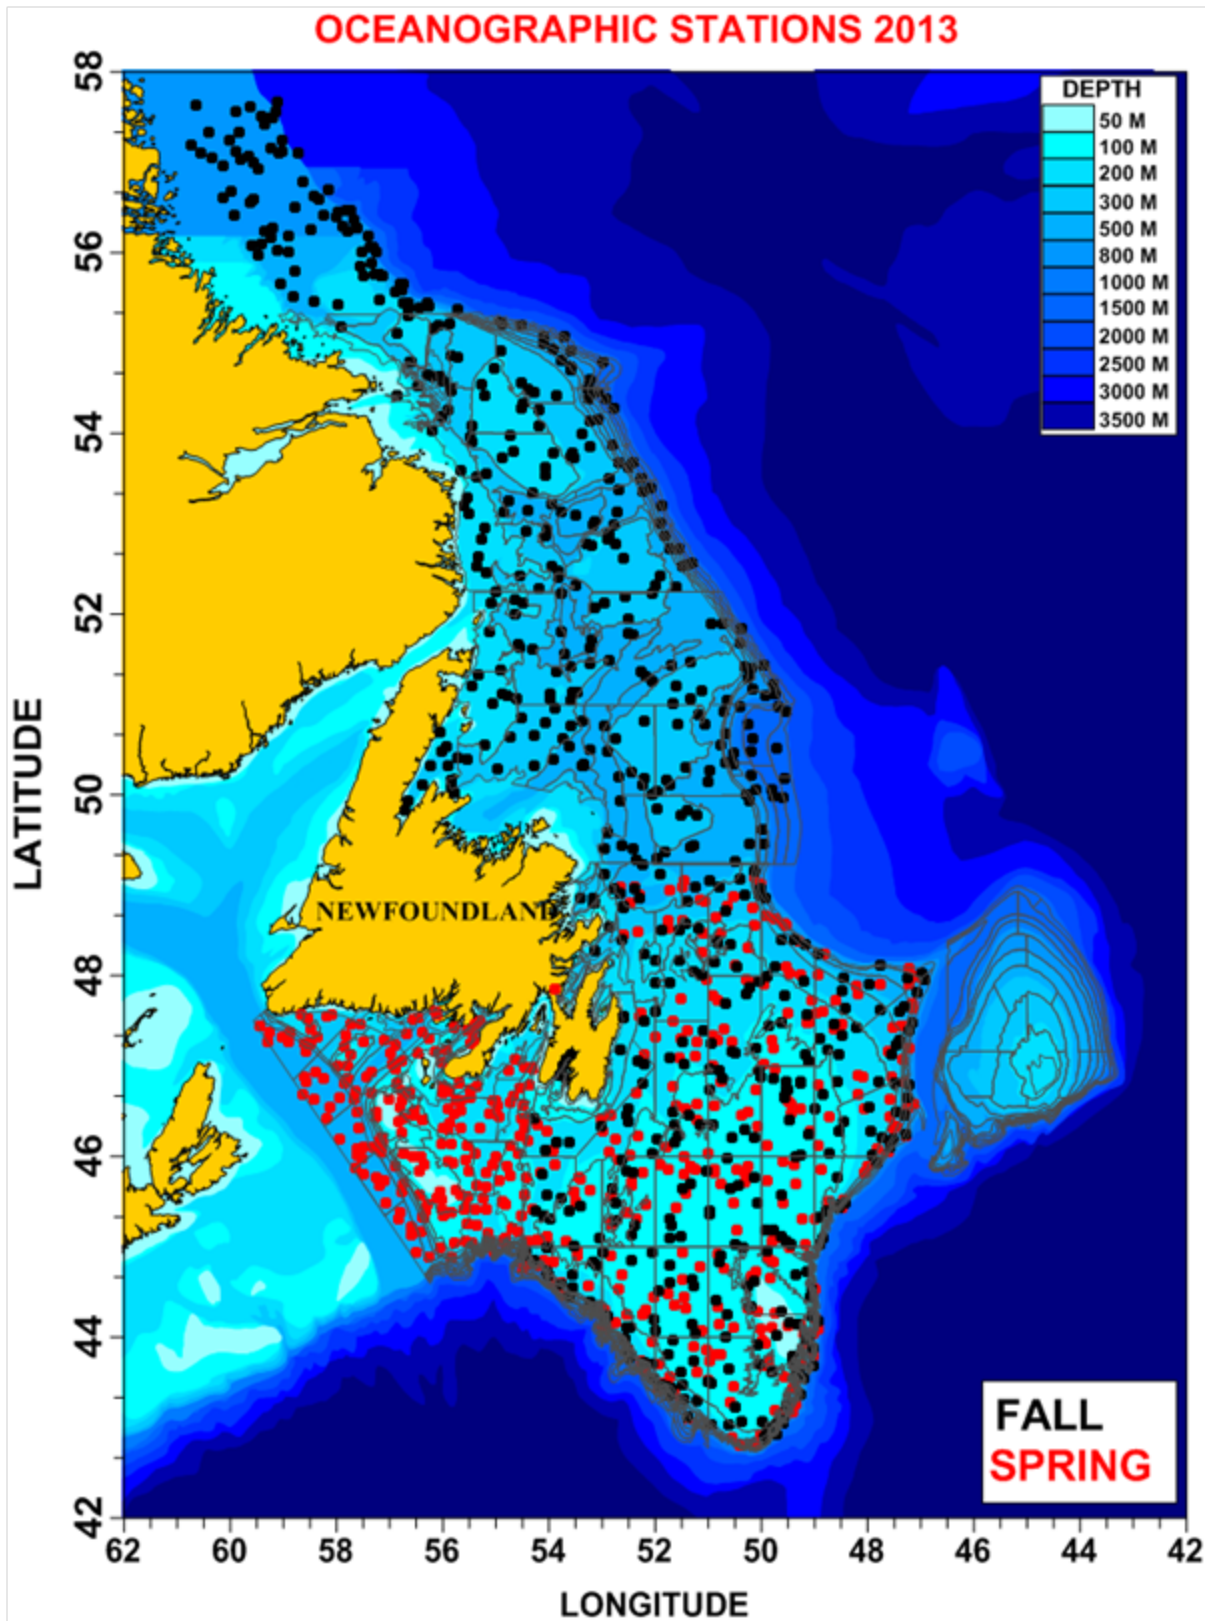 OCEANOGRAPHIC STATIONS 2013
DEPTH
50 M
100 M
200 M
300 M
500 M
800 M
1000 M
1500 M
2000 M
2500 M
3000 M
3500 M
58
56
54
52
50
48
46
44
42
LATITUDE
NEWFOUNDLAND
FALL
SPRING
62 60 58 56 54 52 50 48 46 44 42
LONGITUDE